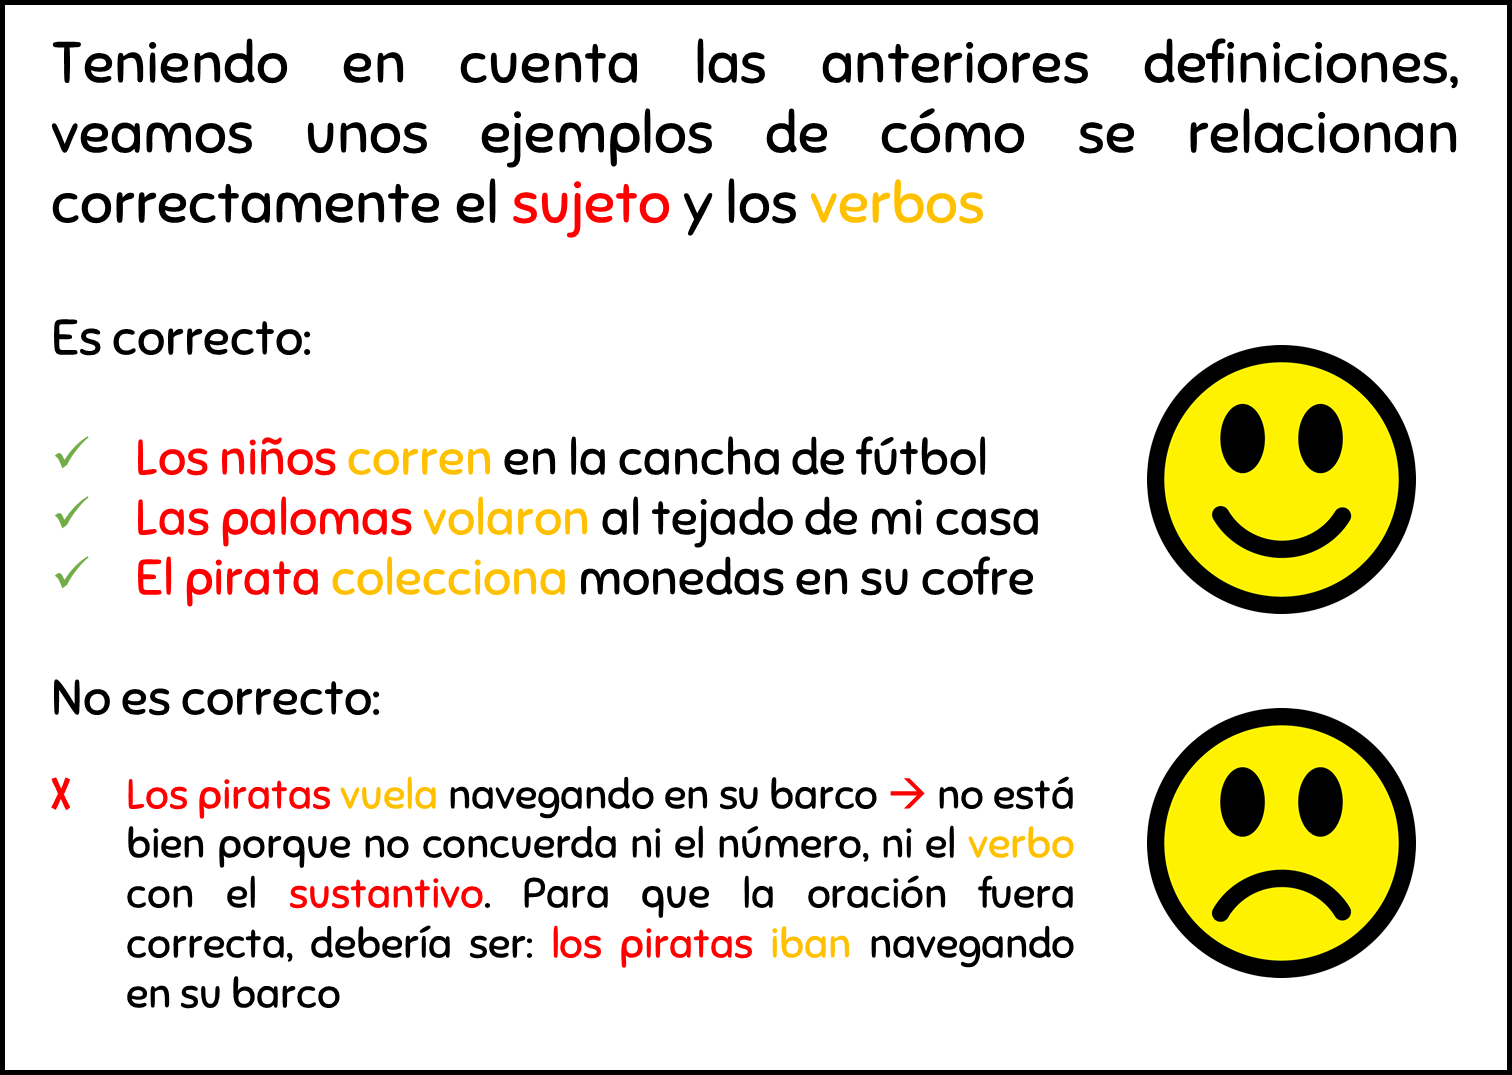 Teniendo en cuenta las anteriores definiciones,
veamos unos ejemplos de cómo se relacionan
correctamente el sujeto y los verbos
Es correcto:
✓ Los niños corren en la cancha de fútbol
✓ Las palomas volaron al tejado de mi casa
✓ El pirata colecciona monedas en su cofre
No es correcto:
X Los piratas vuela navegando en su barco → no está
bien porque no concuerda ni el número, ni el verbo
con el sustantivo. Para que la oración fuera
correcta, debería ser: los piratas iban navegando
en su barco